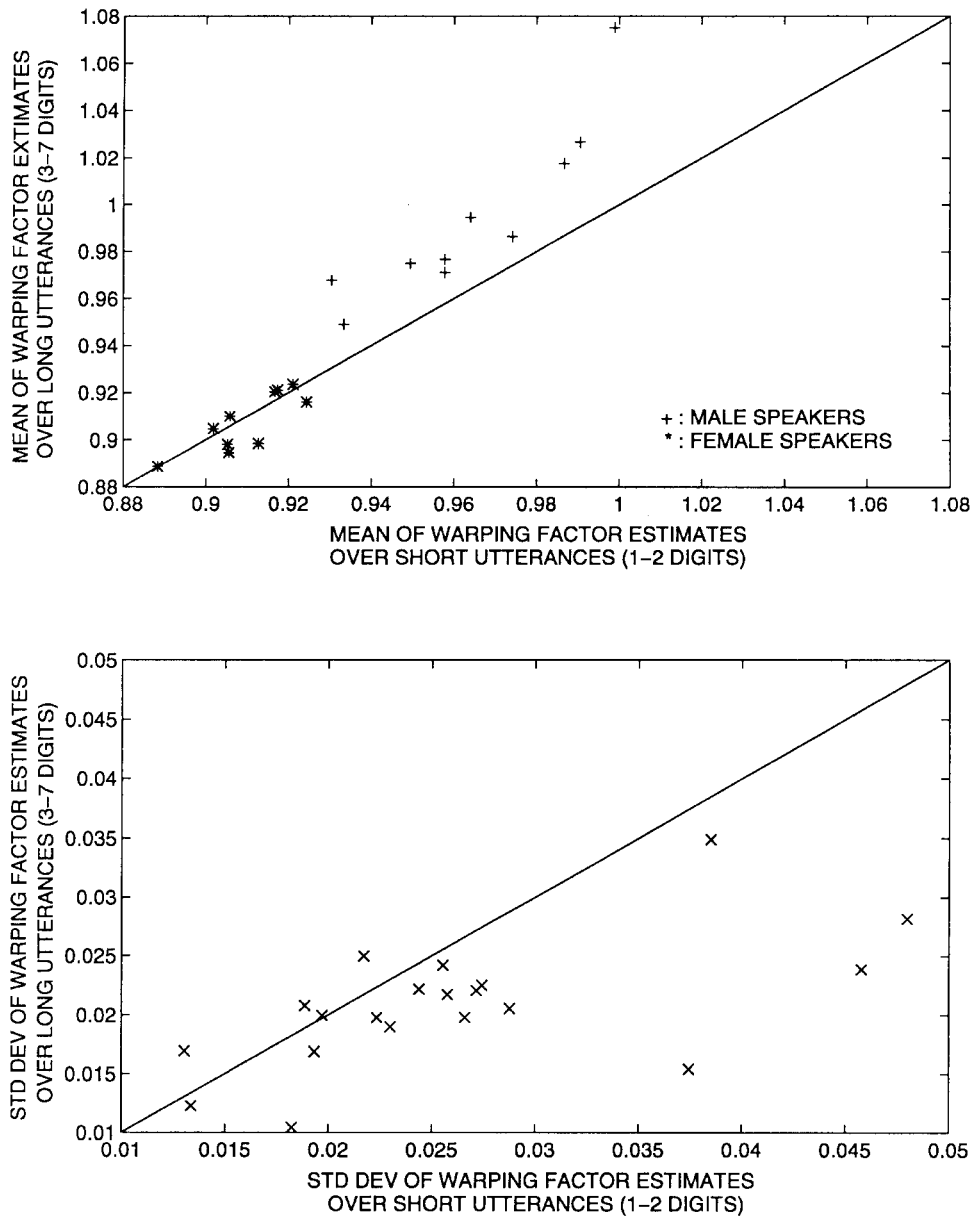 1.08
1.06
1.04
1.02
1
0.98
0.96
0.94
0.92
0.9
0.88
MEAN OF WARPING FACTOR EXTIMATES
OVER LONG UTTERANCES (3–7 DIGITS)
+ : MALE SPEAKERS
* : FEMALE SPEAKERS
0.88 0.9 0.92 0.94 0.96 0.98 1 1.02 1.04 1.06 1.08
MEAN OF WARPING FACTOR ESTIMATES
OVER SHORT UTTERANCES (1–2 DIGITS)
0.05
0.045
0.04
0.035
0.03
0.025
0.02
0.015
0.01
STD DEV OF WARPING FACTOR ESTIMATES
OVER LONG UTTERANCES (3–7 DIGITS)
0.01 0.015 0.02 0.025 0.03 0.035 0.04 0.045 0.05
STD DEV OF WARPING FACTOR ESTIMATES
OVER SHORT UTTERANCES (1–2 DIGITS)